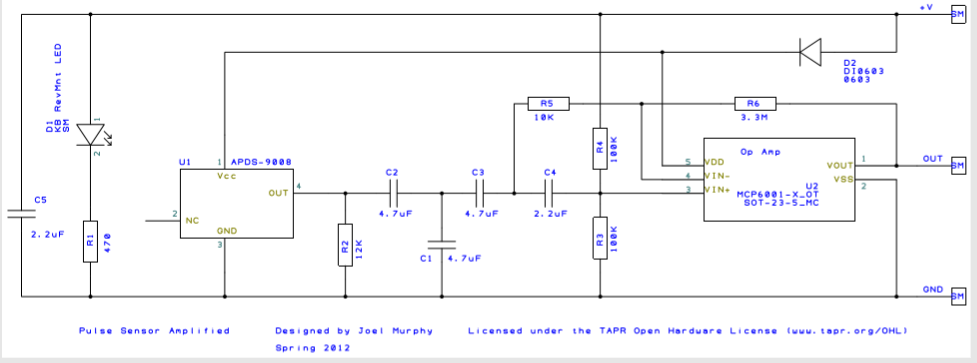 +V
SM
D1
KB RevMnt LED
SM
1
2
D2
DI0603
0603
R5
10K
R6
3.3M
R4
100K
Op Amp
U1 APDS-9008
1
Vcc
OUT
4
2
NC
GND
3
C2
4.7uF
C3
4.7uF
C4
2.2uF
5
VDD
4
VIN-
3
VIN+
VOUT
1
VSS
2
U2
MCP6001-X_OT
SOT-23-5_MC
OUT
SM
C5
2.2uF
R1
470
R2
12K
C1 4.7uF
R3
100K
GND
SM
Pulse Sensor Amplified Designed by Joel Murphy Licensed under the TAPR Open Hardware License (www.tapr.org/OHL)
Spring 2012